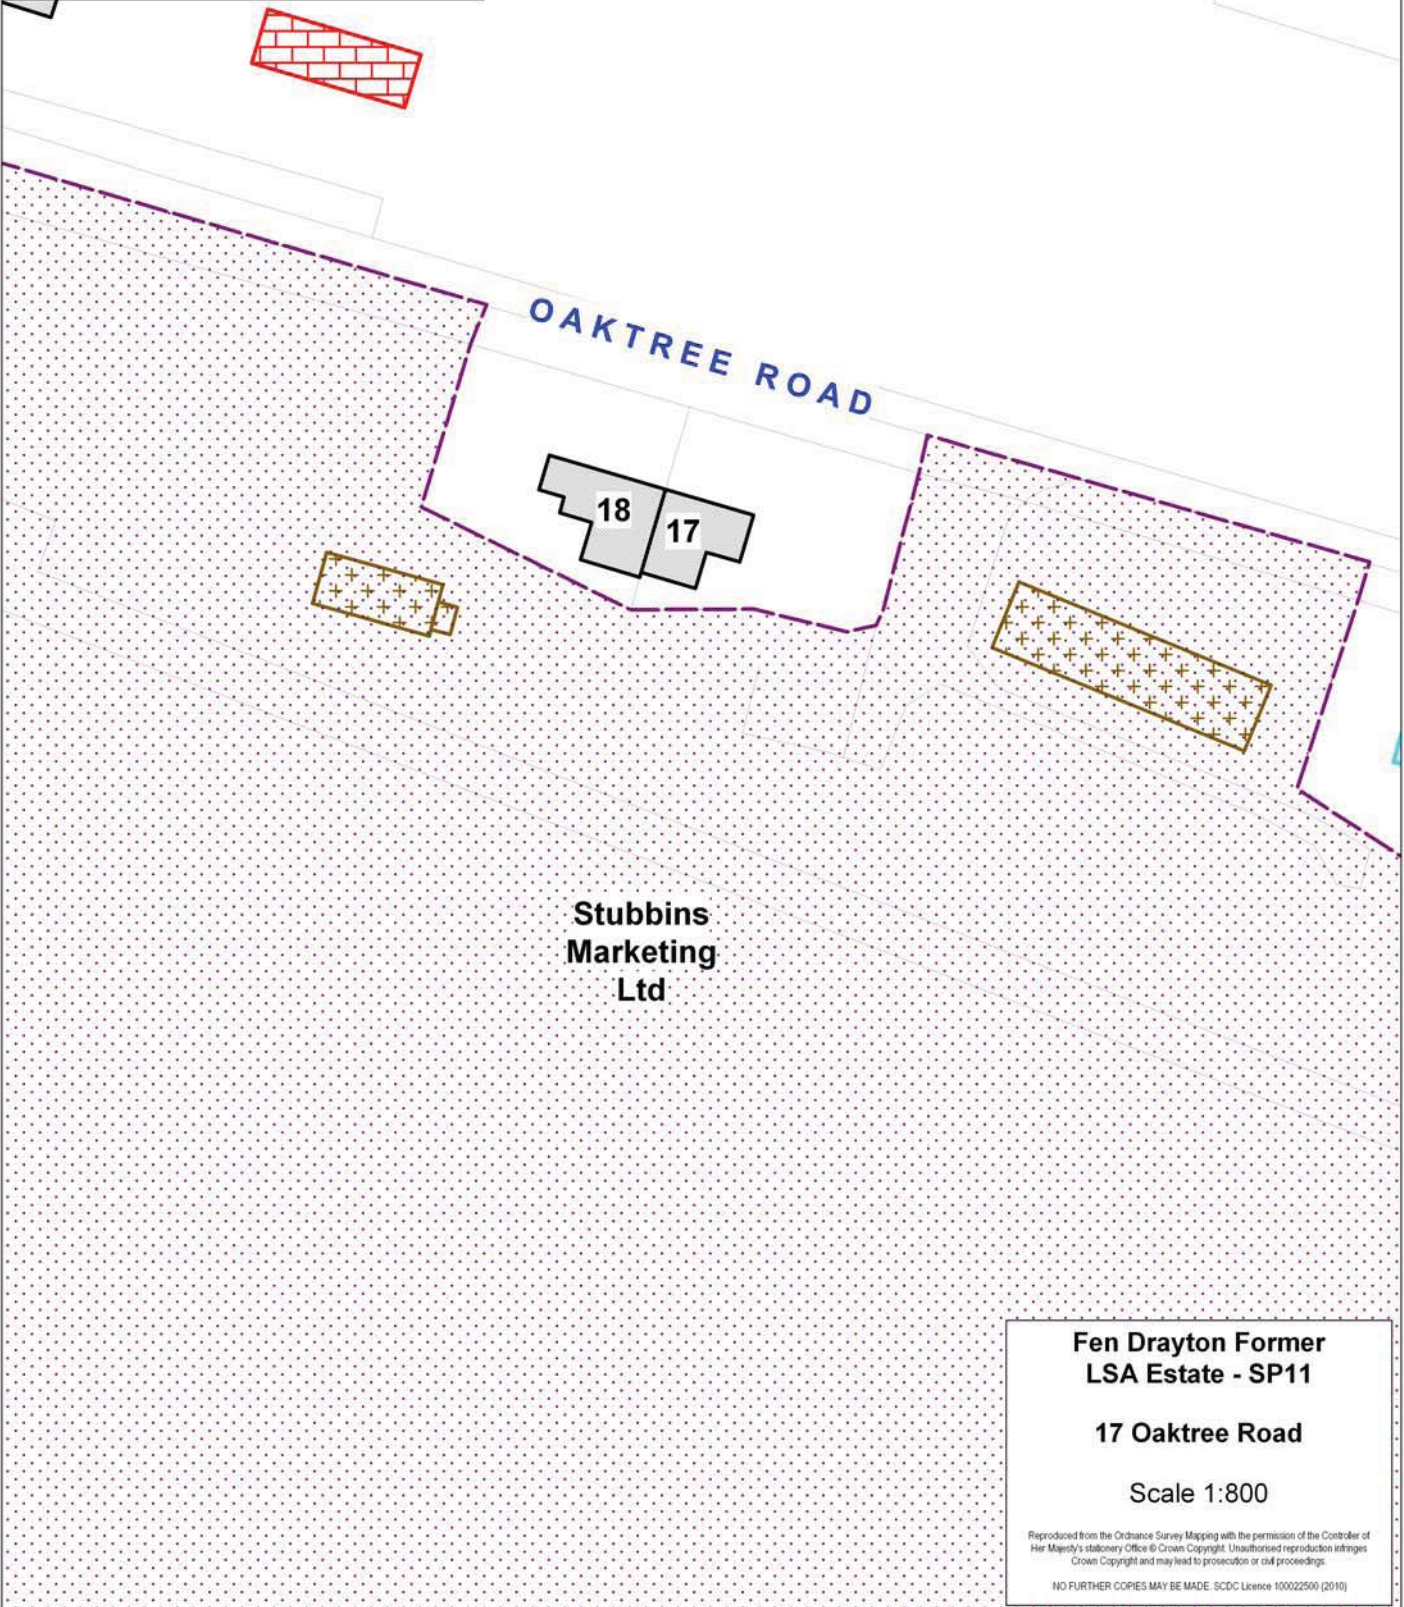 OAKTREE ROAD
18
17
Stubbins
Marketing
Ltd
Fen Drayton Former
LSA Estate - SP11
17 Oaktree Road
Scale 1:800
Reproduced from the Ordnance Survey Mapping with the permission of the Controller of
Her Majesty's stationery Office © Crown Copyright. Unauthorised reproduction infringes
Crown Copyright and may lead to prosecution or civil proceedings.
NO FURTHER COPIES MAY BE MADE. SCDC Licence 100022500 (2010)